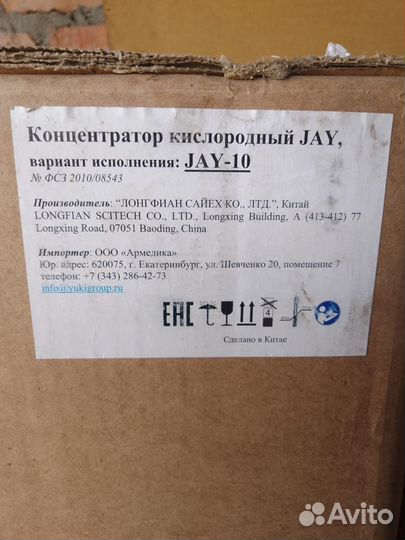 Концентратор кислородный JAY,
вариант исполнения: JAY-10
№ ФСЗ 2010/08543
Производитель: “ЛОНГФИАН САЙЕХ КО., ЛТД.”, Китай
LONGFIAN SCITECH CO., LTD., Longxing Building, A (413-412) 77
Longxing Road, 07051 Baoding, China
Импортер: ООО «Армедика»
Юр. адрес: 620075, г. Екатеринбург, ул. Шевченко 20, помещение 7
телефон: +7 (343) 286-42-73
info@yukigroup.ru
EAC
4
Сделано в Китае
Avito